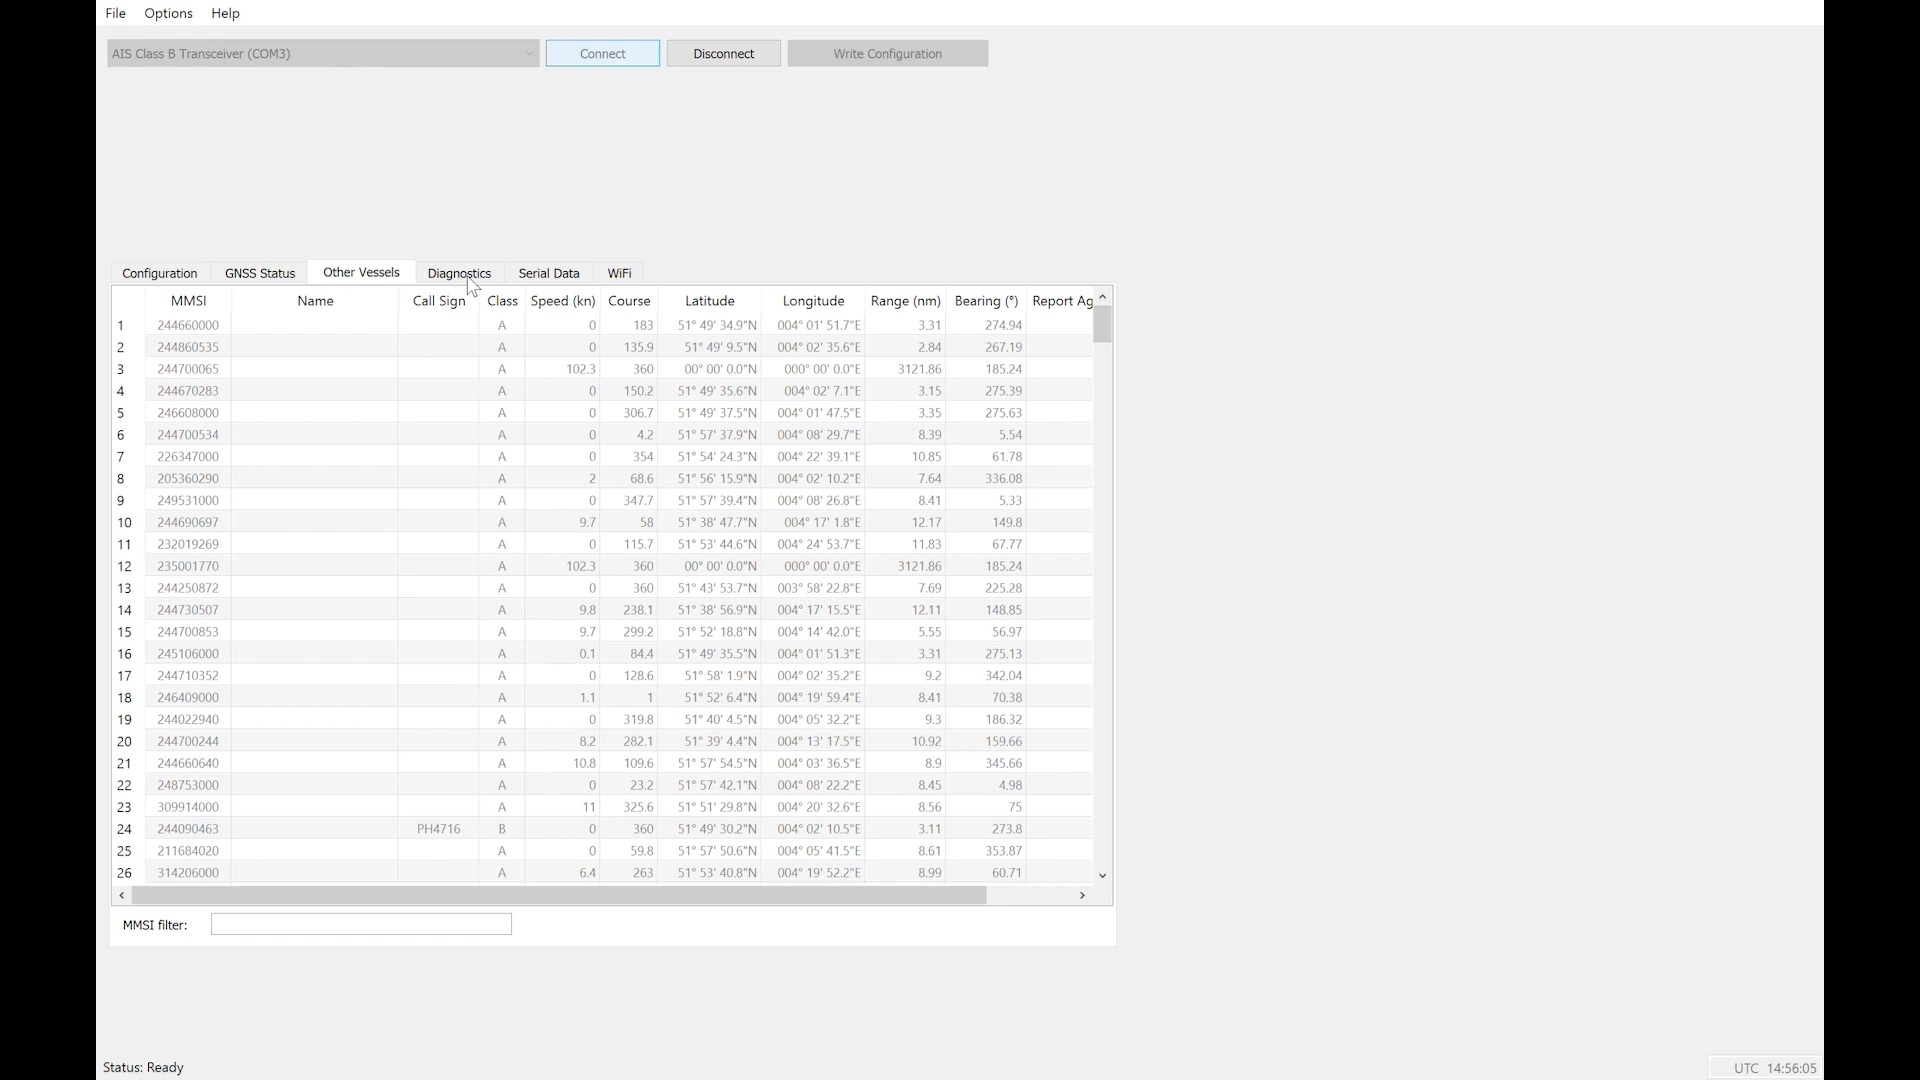 File Options Help
AIS Class B Transceiver (COM3) Connect Disconnect Write Configuration
Configuration GNSS Status Other Vessels Diagnostics Serial Data WiFi
MMSI Name Call Sign Class Speed (kn) Course Latitude Longitude Range (nm) Bearing (°) Report Ag
1 244660000 A 0 183 51° 49' 34.9"N 004° 01' 51.7"E 3.31 274.94
2 244860535 A 0 135.9 51° 49' 9.5"N 004° 02' 35.6"E 2.84 267.19
3 244700065 A 102.3 360 00° 00' 0.0"N 000° 00' 0.0"E 3121.86 185.24
4 244670283 A 0 150.2 51° 49' 35.6"N 004° 02' 7.1"E 3.15 275.39
5 246608000 A 0 306.7 51° 49' 37.5"N 004° 01' 47.5"E 3.35 275.63
6 244700534 A 0 4.2 51° 57' 37.9"N 004° 08' 29.7"E 8.39 5.54
7 226347000 A 0 354 51° 54' 24.3"N 004° 22' 39.1"E 10.85 61.78
8 205360290 A 2 68.6 51° 56' 15.9"N 004° 02' 10.2"E 7.64 336.08
9 249531000 A 0 347.7 51° 57' 39.4"N 004° 08' 26.8"E 8.41 5.33
10 244690697 A 9.7 58 51° 38' 47.7"N 004° 17' 1.8"E 12.17 149.8
11 232019269 A 0 115.7 51° 53' 44.6"N 004° 24' 53.7"E 11.83 67.77
12 235001770 A 102.3 360 00° 00' 0.0"N 000° 00' 0.0"E 3121.86 185.24
13 244250872 A 0 360 51° 43' 53.7"N 003° 58' 22.8"E 7.69 225.28
14 244730507 A 9.8 238.1 51° 38' 56.9"N 004° 17' 15.5"E 12.11 148.85
15 244700853 A 9.7 299.2 51° 52' 18.8"N 004° 14' 42.0"E 5.55 56.97
16 245106000 A 0.1 84.4 51° 49' 35.5"N 004° 01' 51.3"E 3.31 275.13
17 244710352 A 0 128.6 51° 58' 1.9"N 004° 02' 35.2"E 9.2 342.04
18 246409000 A 1.1 1 51° 52' 6.4"N 004° 19' 59.4"E 8.41 70.38
19 244022940 A 0 319.8 51° 40' 4.5"N 004° 05' 32.2"E 9.3 186.32
20 244700244 A 8.2 282.1 51° 39' 4.4"N 004° 13' 17.5"E 10.92 159.66
21 244660640 A 10.8 109.6 51° 57' 54.5"N 004° 03' 36.5"E 8.9 345.66
22 248753000 A 0 23.2 51° 57' 42.1"N 004° 08' 22.2"E 8.45 4.98
23 309914000 A 11 325.6 51° 51' 29.8"N 004° 20' 32.6"E 8.56 75
24 244090463 PH4716 B 0 360 51° 49' 30.2"N 004° 02' 10.5"E 3.11 273.8
25 211684020 A 0 59.8 51° 57' 50.6"N 004° 05' 41.5"E 8.61 353.87
26 314206000 A 6.4 263 51° 53' 40.8"N 004° 19' 52.2"E 8.99 60.71
MMSI filter:
Status: Ready UTC 14:56:05